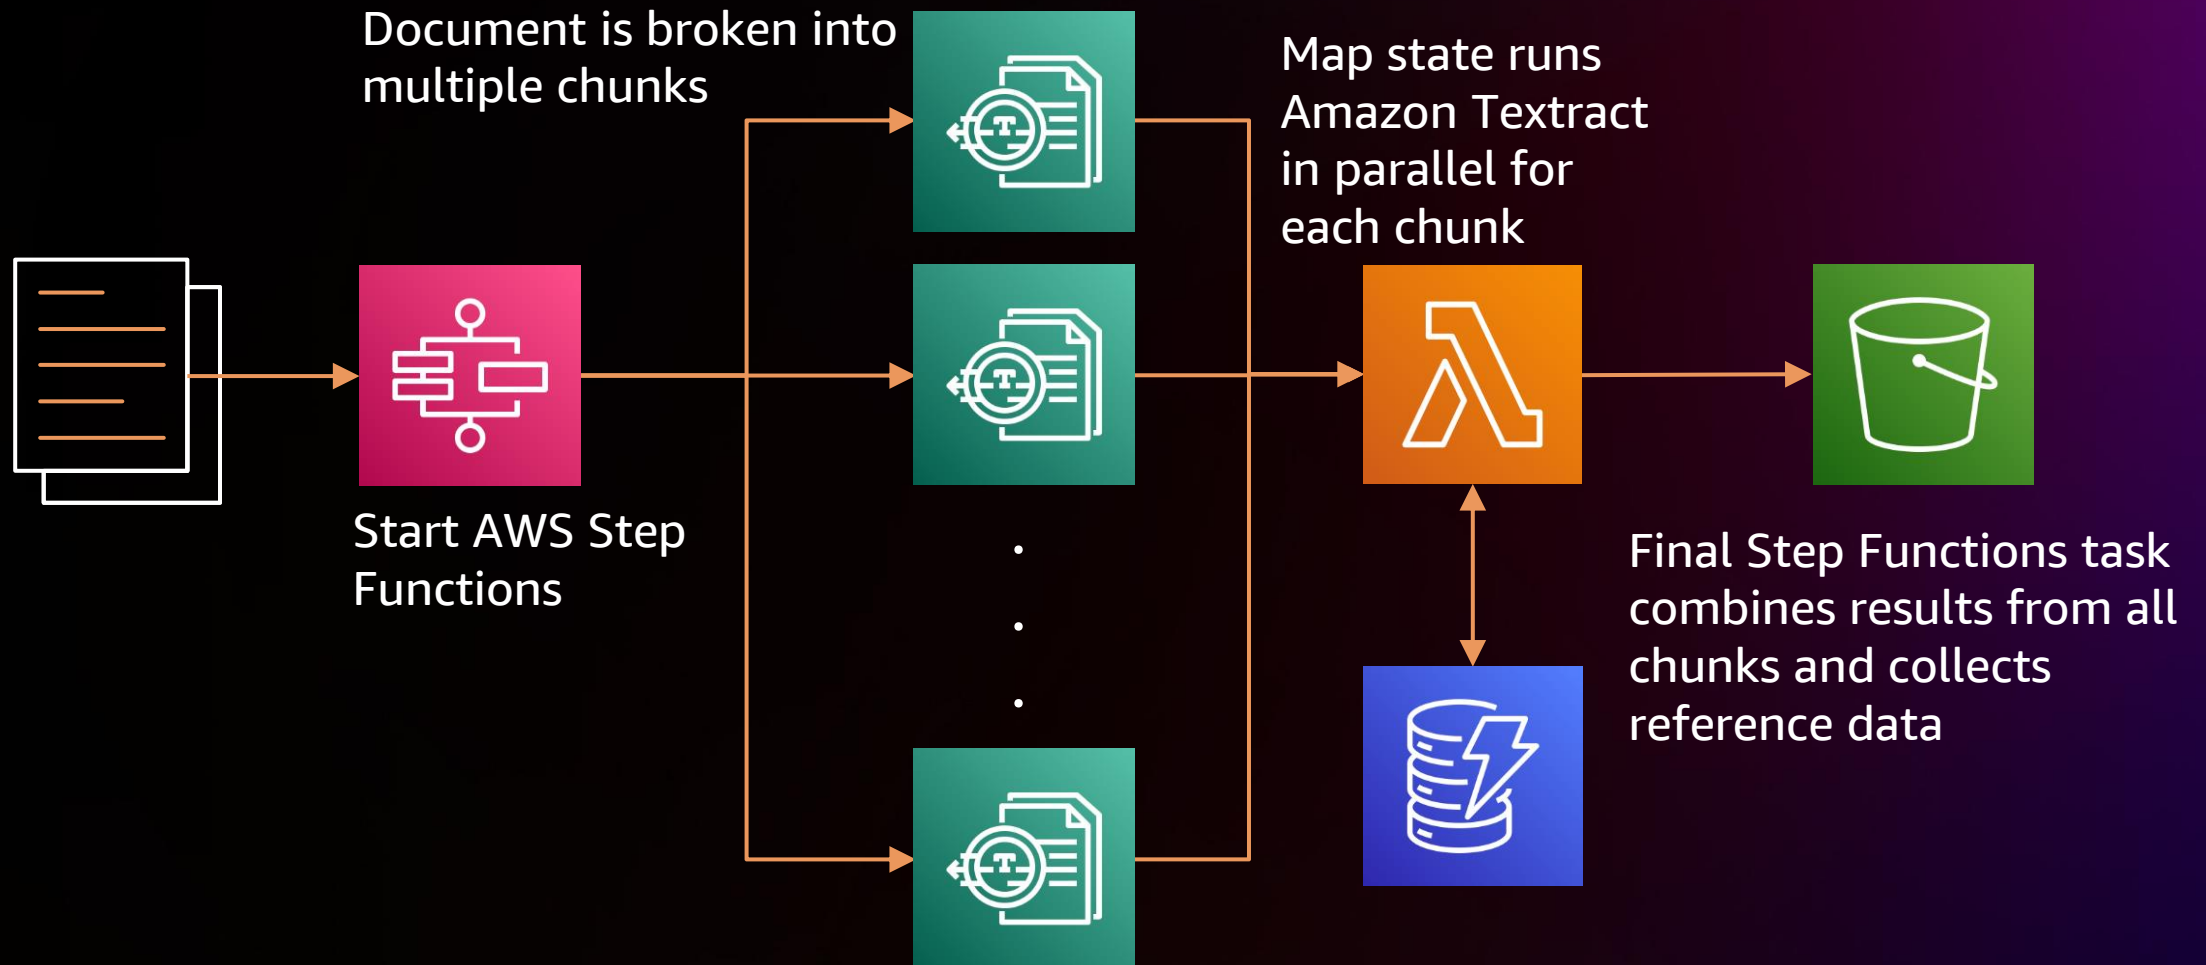 Document is broken into
multiple chunks
Map state runs
Amazon Textract
in parallel for
each chunk
Start AWS Step
Functions
Final Step Functions task
combines results from all
chunks and collects
reference data